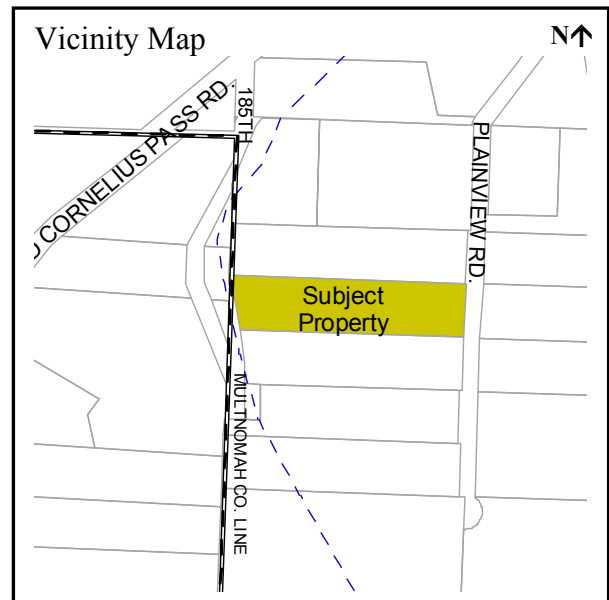 Vicinity Map
N↑
CORNELIUS PASS RD.
185TH
PLAINVIEW RD.
Subject
Property
MULTNOMAH CO. LINE